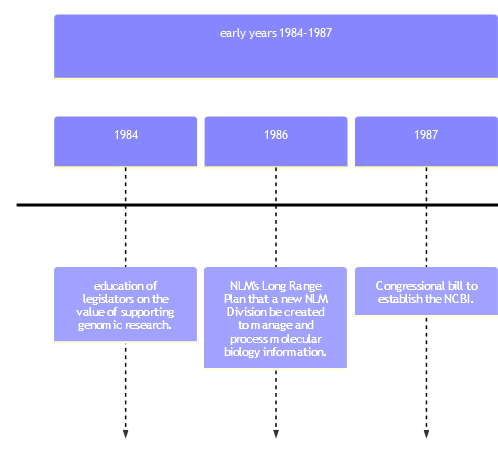 early years 1984-1987
1984
1986
1987
education of
legislators on the
value of supporting
genomic research.
NLM's Long Range
Plan that a new NLM
Division be created
to manage and
process molecular
biology information.
Congressional bill to
establish the NCBI.